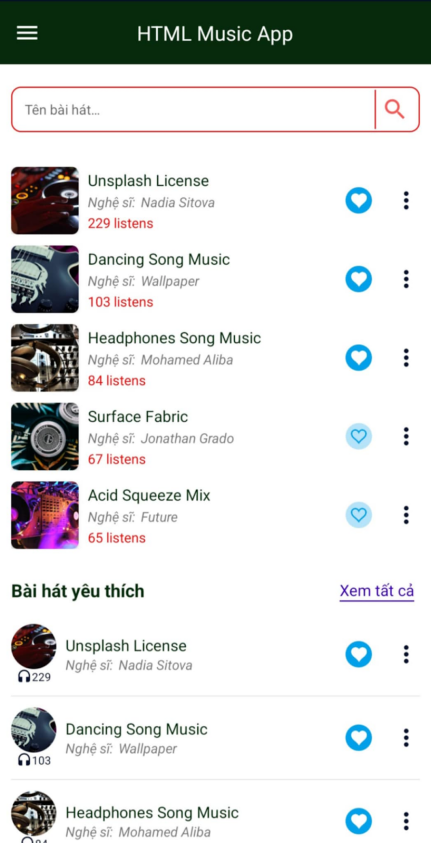 HTML Music App
Tên bài hát...
Unsplash License
Nghệ sĩ: Nadia Sitova
229 listens
Dancing Song Music
Nghệ sĩ: Wallpaper
103 listens
Headphones Song Music
Nghệ sĩ: Mohamed Aliba
84 listens
Surface Fabric
Nghệ sĩ: Jonathan Grado
67 listens
Acid Squeeze Mix
Nghệ sĩ: Future
65 listens
Bài hát yêu thích
Xem tất cả
Unsplash License
Nghệ sĩ: Nadia Sitova
229
Dancing Song Music
Nghệ sĩ: Wallpaper
103
Headphones Song Music
Nghệ sĩ: Mohamed Aliba